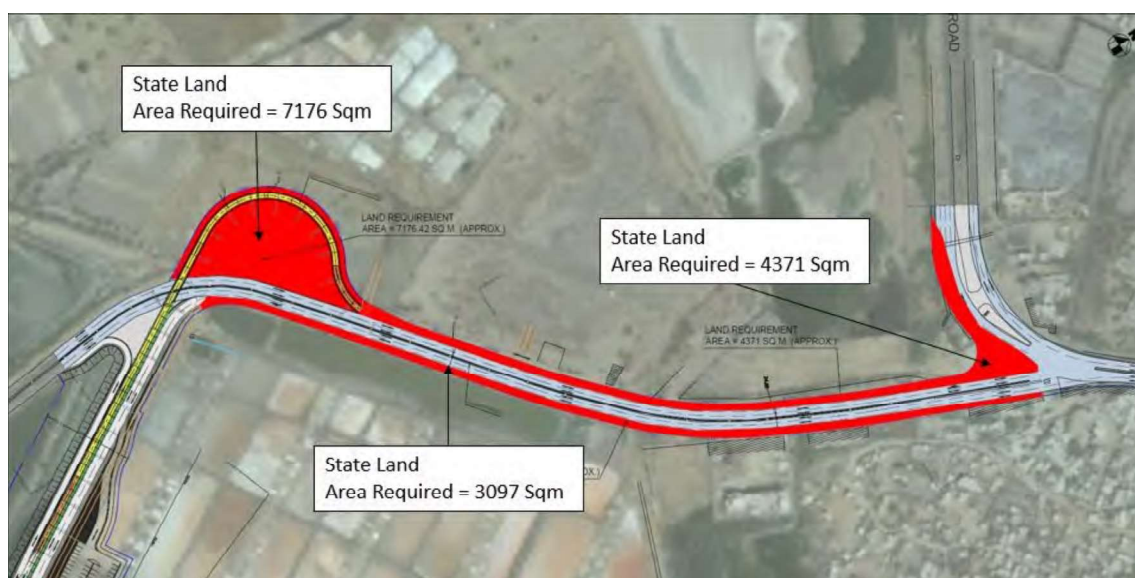 State Land
Area Required = 7176 Sqm
ROAD
LAND REQUIREMENT
AREA = 7176.42 SQ.M. (APPROX.)
State Land
Area Required = 4371 Sqm
LAND REQUIREMENT
AREA = 4371 SQ.M. (APPROX.)
State Land
Area Required = 3097 Sqm
OX.)